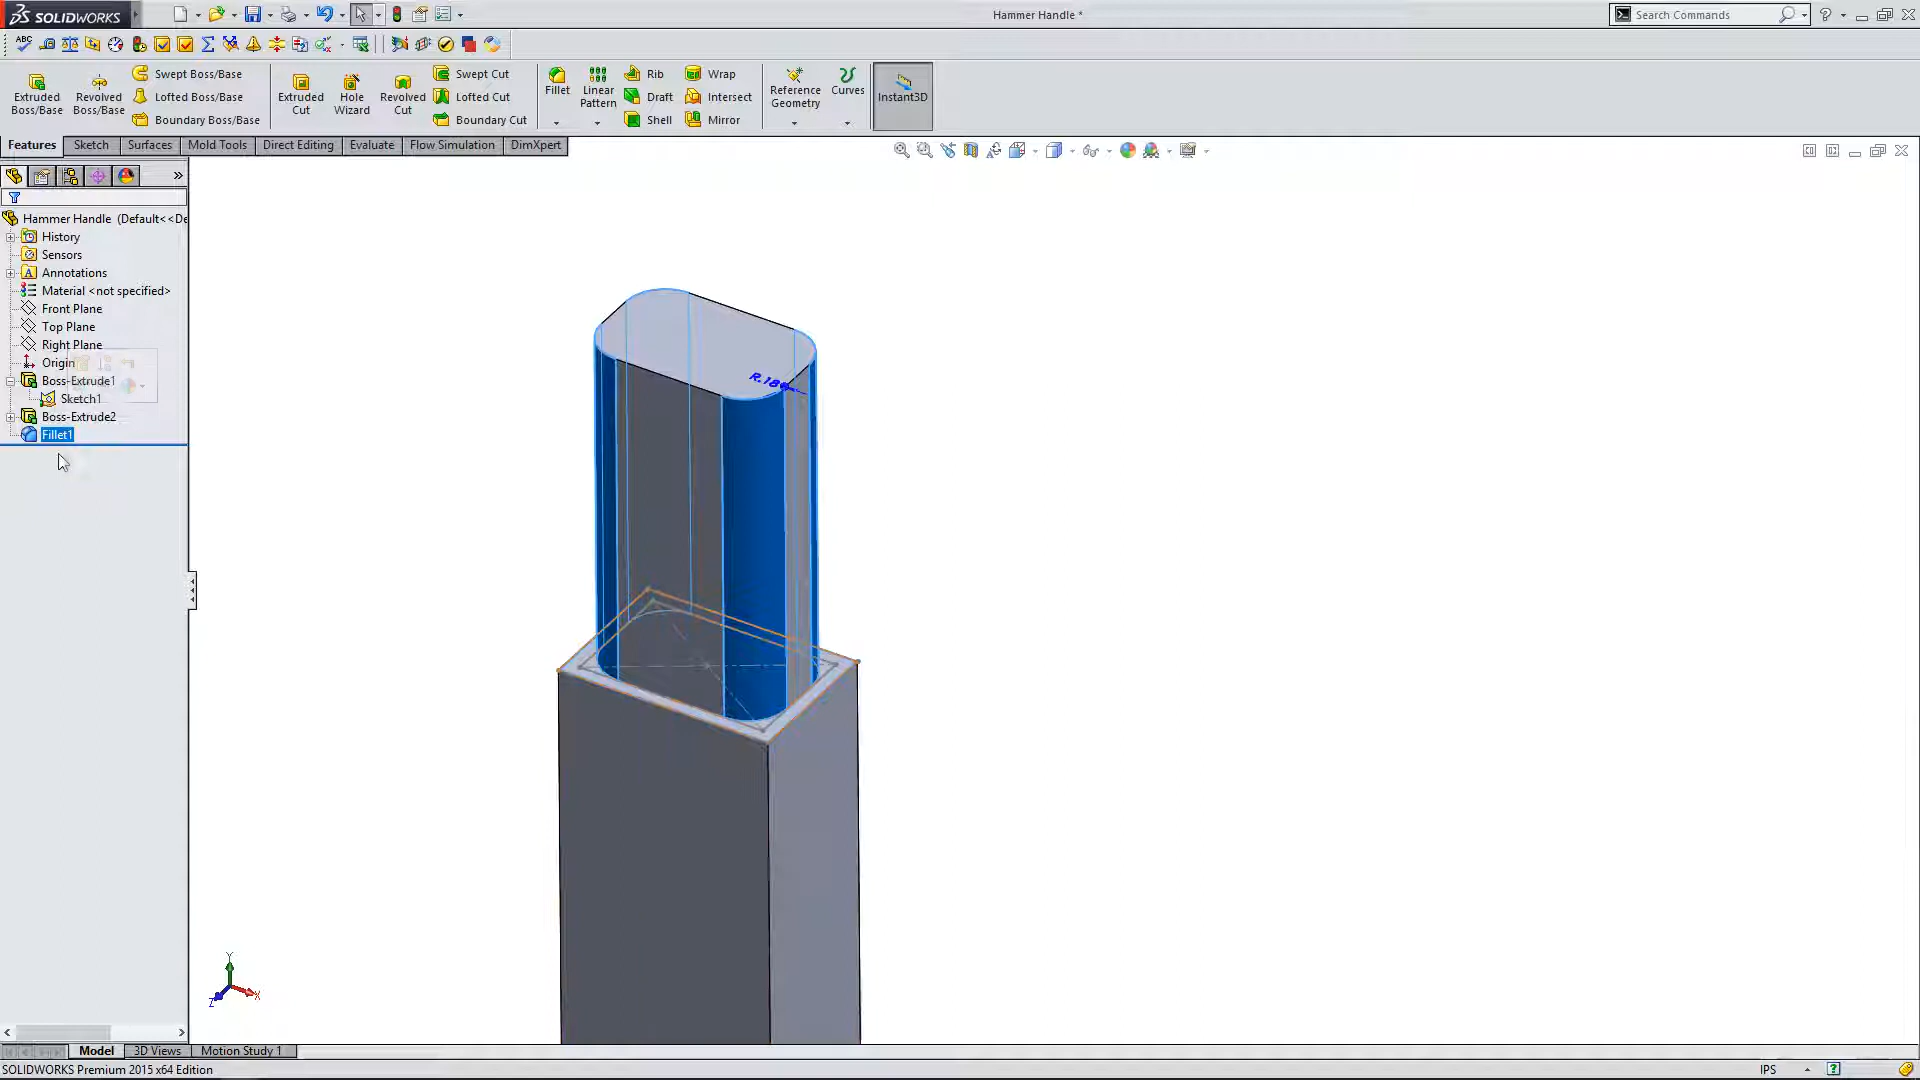 SOLIDWORKS
Hammer Handle *
Search Commands
Extruded Boss/Base
Revolved Boss/Base
Swept Boss/Base
Lofted Boss/Base
Boundary Boss/Base
Extruded Cut
Hole Wizard
Revolved Cut
Swept Cut
Lofted Cut
Boundary Cut
Fillet
Linear Pattern
Rib
Draft
Shell
Wrap
Intersect
Mirror
Reference Geometry
Curves
Instant3D
Features
Sketch
Surfaces
Mold Tools
Direct Editing
Evaluate
Flow Simulation
DimXpert
Hammer Handle (Default<<De
History
Sensors
Annotations
Material <not specified>
Front Plane
Top Plane
Right Plane
Origin
Boss-Extrude1
Sketch1
Boss-Extrude2
Fillet1
Y
X
Z
Model
3D Views
Motion Study 1
SOLIDWORKS Premium 2015 x64 Edition
IPS